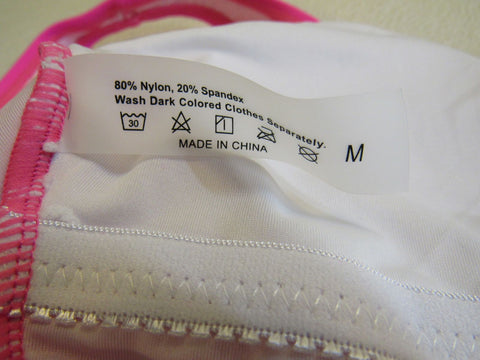 80% Nylon, 20% Spandex
Wash Dark Colored Clothes Separately.
30
MADE IN CHINA
M